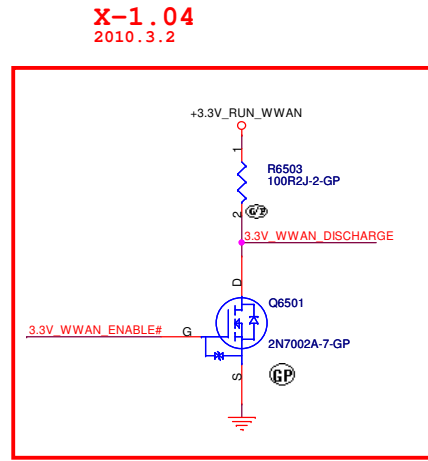 X-1.04
2010.3.2
+3.3V_RUN_WWAN
1
R6503
100R2J-2-GP
2
G/P
3.3V_WWAN_DISCHARGE
D
Q6501
3.3V_WWAN_ENABLE#
G
2N7002A-7-GP
S
GP